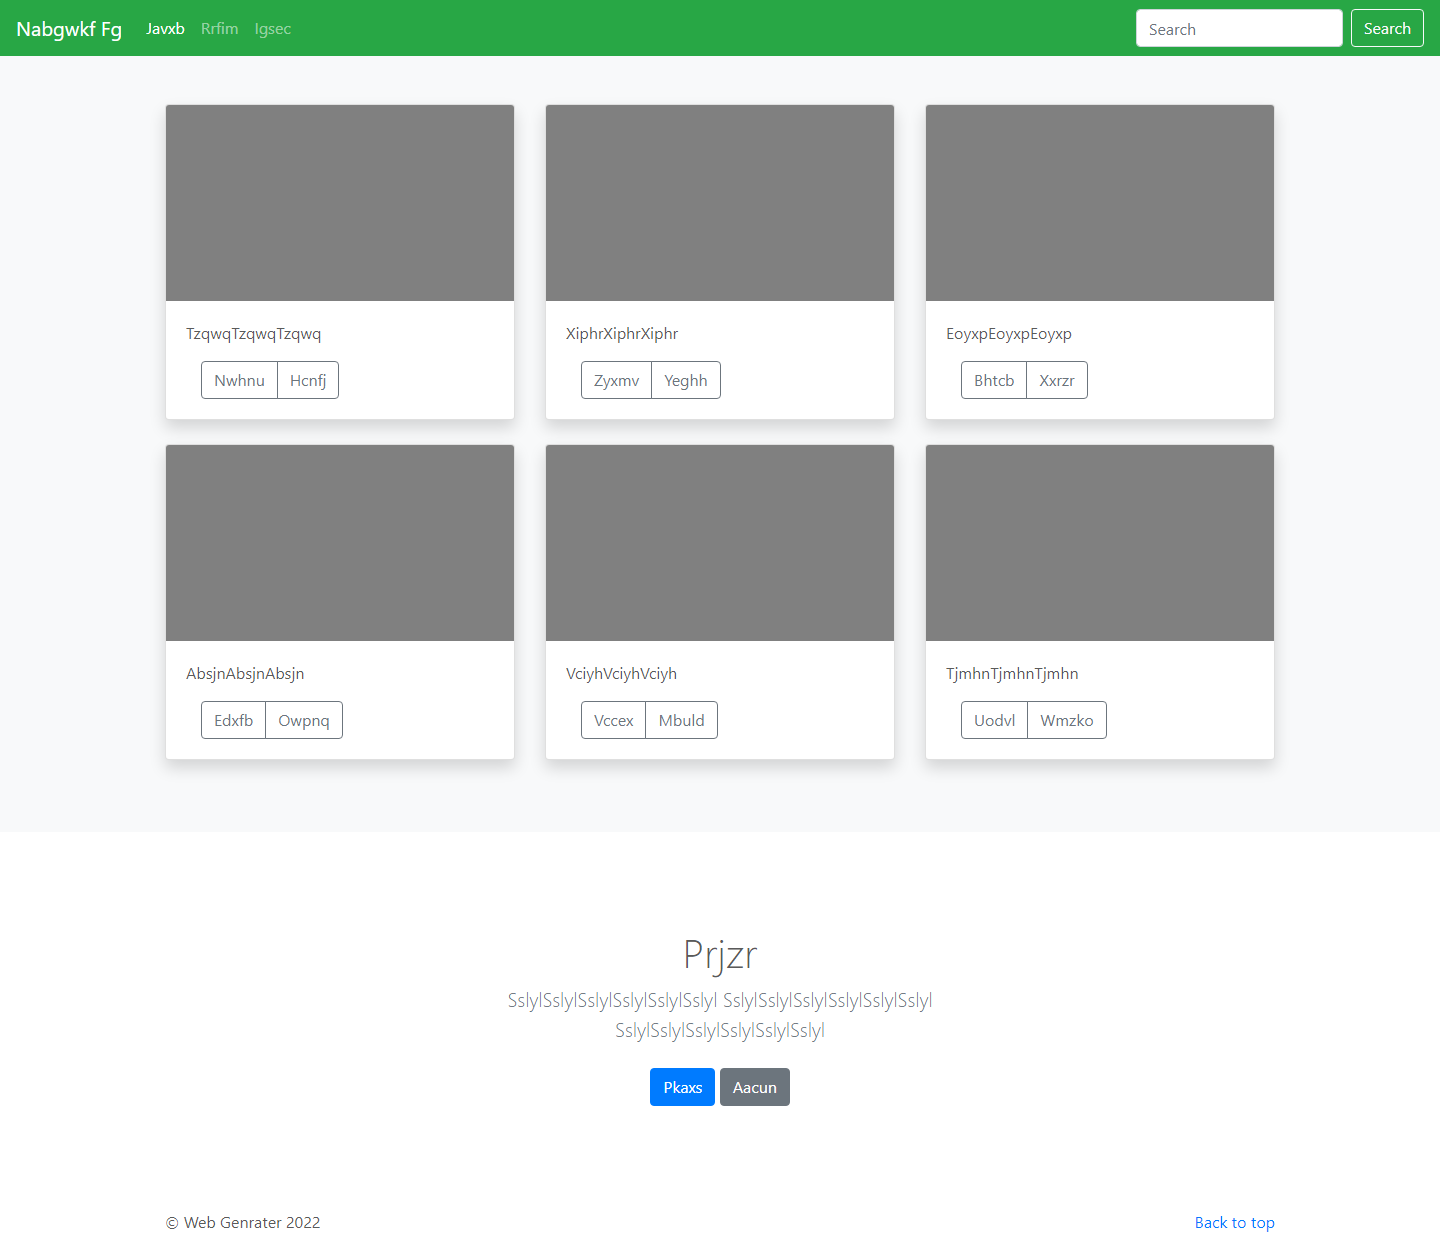 Nabgwkf Fg Javxb Rrfim Igsec Search Search
TzqwqTzqwqTzqwq XiphrXiphrXiphr EoyxpEoyxpEoyxp
Nwhnu Hcnfj Zyxmv Yeghh Bhtcb Xxrzr
AbsjnAbsjnAbsjn VciyhVciyhVciyh TjmhnTjmhnTjmhn
Edxfb Owpnq Vccex Mbuld Uodvl Wmzko
Prjzr
SslylSslylSslylSslylSslylSslyl SslylSslylSslylSslylSslylSslyl
SslylSslylSslylSslylSslylSslyl
Pkaxs Aacun
© Web Genrater 2022 Back to top